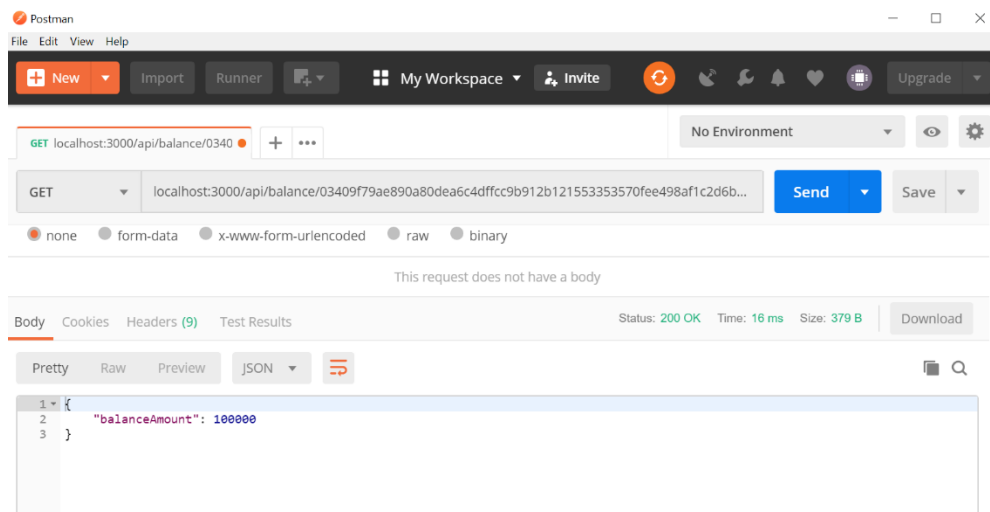 Postman
File Edit View Help
New Import Runner My Workspace Invite Upgrade
GET localhost:3000/api/balance/0340 No Environment
GET localhost:3000/api/balance/03409f79ae890a80dea6c4dffcc9b912b121553353570fee498af1c2d6b... Send Save
none form-data x-www-form-urlencoded raw binary
This request does not have a body
Body Cookies Headers (9) Test Results Status: 200 OK Time: 16 ms Size: 379 B Download
Pretty Raw Preview JSON
1 {
2 "balanceAmount": 100000
3 }